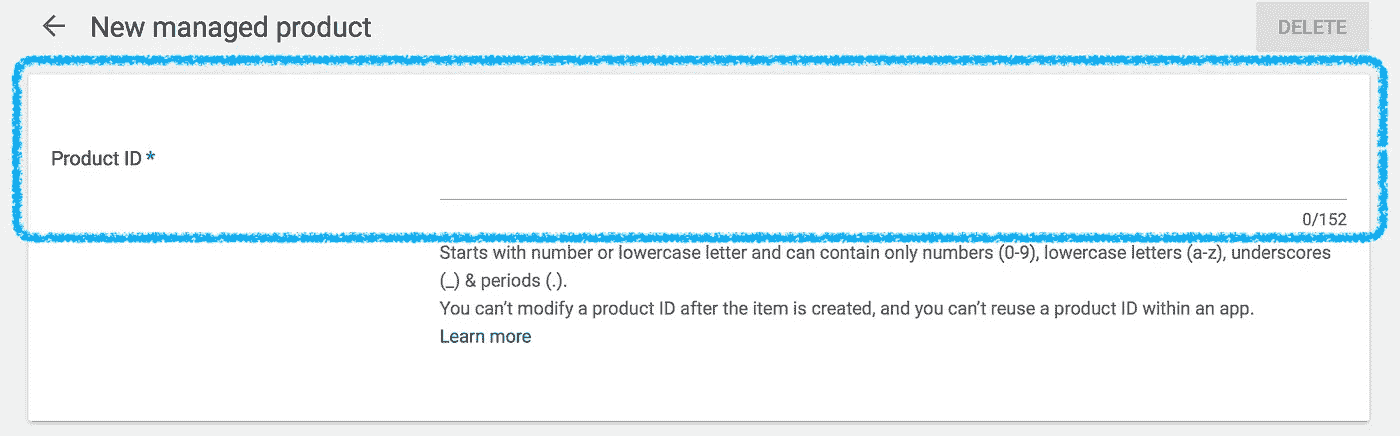 New managed product
DELETE
Product ID *
0/152
Starts with number or lowercase letter and can contain only numbers (0-9), lowercase letters (a-z), underscores
(_) & periods (.).
You can’t modify a product ID after the item is created, and you can’t reuse a product ID within an app.
Learn more